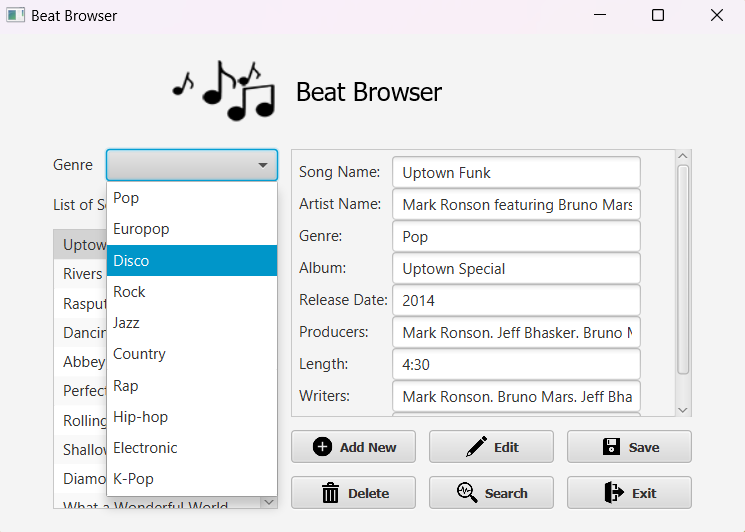 Beat Browser
Beat Browser
Genre
Pop
Europop
Disco
Rock
Jazz
Country
Rap
Hip-hop
Electronic
K-Pop
List of S
Uptow
Rivers
Rasput
Dancin
Abbey
Perfec
Rolling
Shallo
Diamo
What a Wonderful World
Song Name: Uptown Funk
Artist Name: Mark Ronson featuring Bruno Mars
Genre: Pop
Album: Uptown Special
Release Date: 2014
Producers: Mark Ronson. Jeff Bhasker. Bruno M
Length: 4:30
Writers: Mark Ronson. Bruno Mars. Jeff Bha
Add New
Edit
Save
Delete
Search
Exit